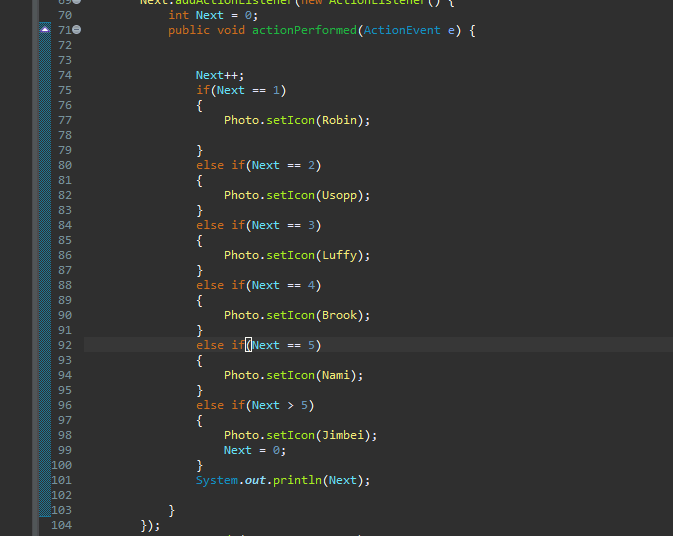 69 Next.addActionListener(new ActionListener() {
70 int Next = 0;
71 public void actionPerformed(ActionEvent e) {
72
73
74 Next++;
75 if(Next == 1)
76 {
77 Photo.setIcon(Robin);
78
79 }
80 else if(Next == 2)
81 {
82 Photo.setIcon(Usopp);
83 }
84 else if(Next == 3)
85 {
86 Photo.setIcon(Luffy);
87 }
88 else if(Next == 4)
89 {
90 Photo.setIcon(Brook);
91 }
92 else if(Next == 5)
93 {
94 Photo.setIcon(Nami);
95 }
96 else if(Next > 5)
97 {
98 Photo.setIcon(Jimbei);
99 Next = 0;
100 }
101 System.out.println(Next);
102
103 }
104 });